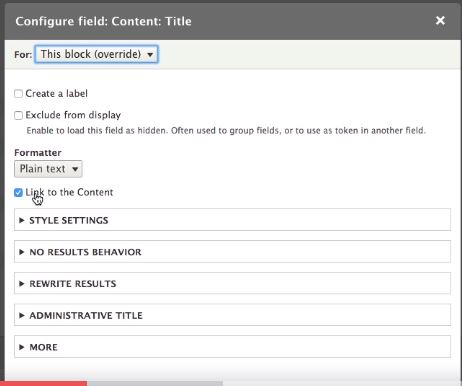 Configure field: Content: Title
For: This block (override)
Create a label
Exclude from display
Enable to load this field as hidden. Often used to group fields, or to use as token in another field.
Formatter
Plain text
Link to the Content
STYLE SETTINGS
NO RESULTS BEHAVIOR
REWRITE RESULTS
ADMINISTRATIVE TITLE
MORE